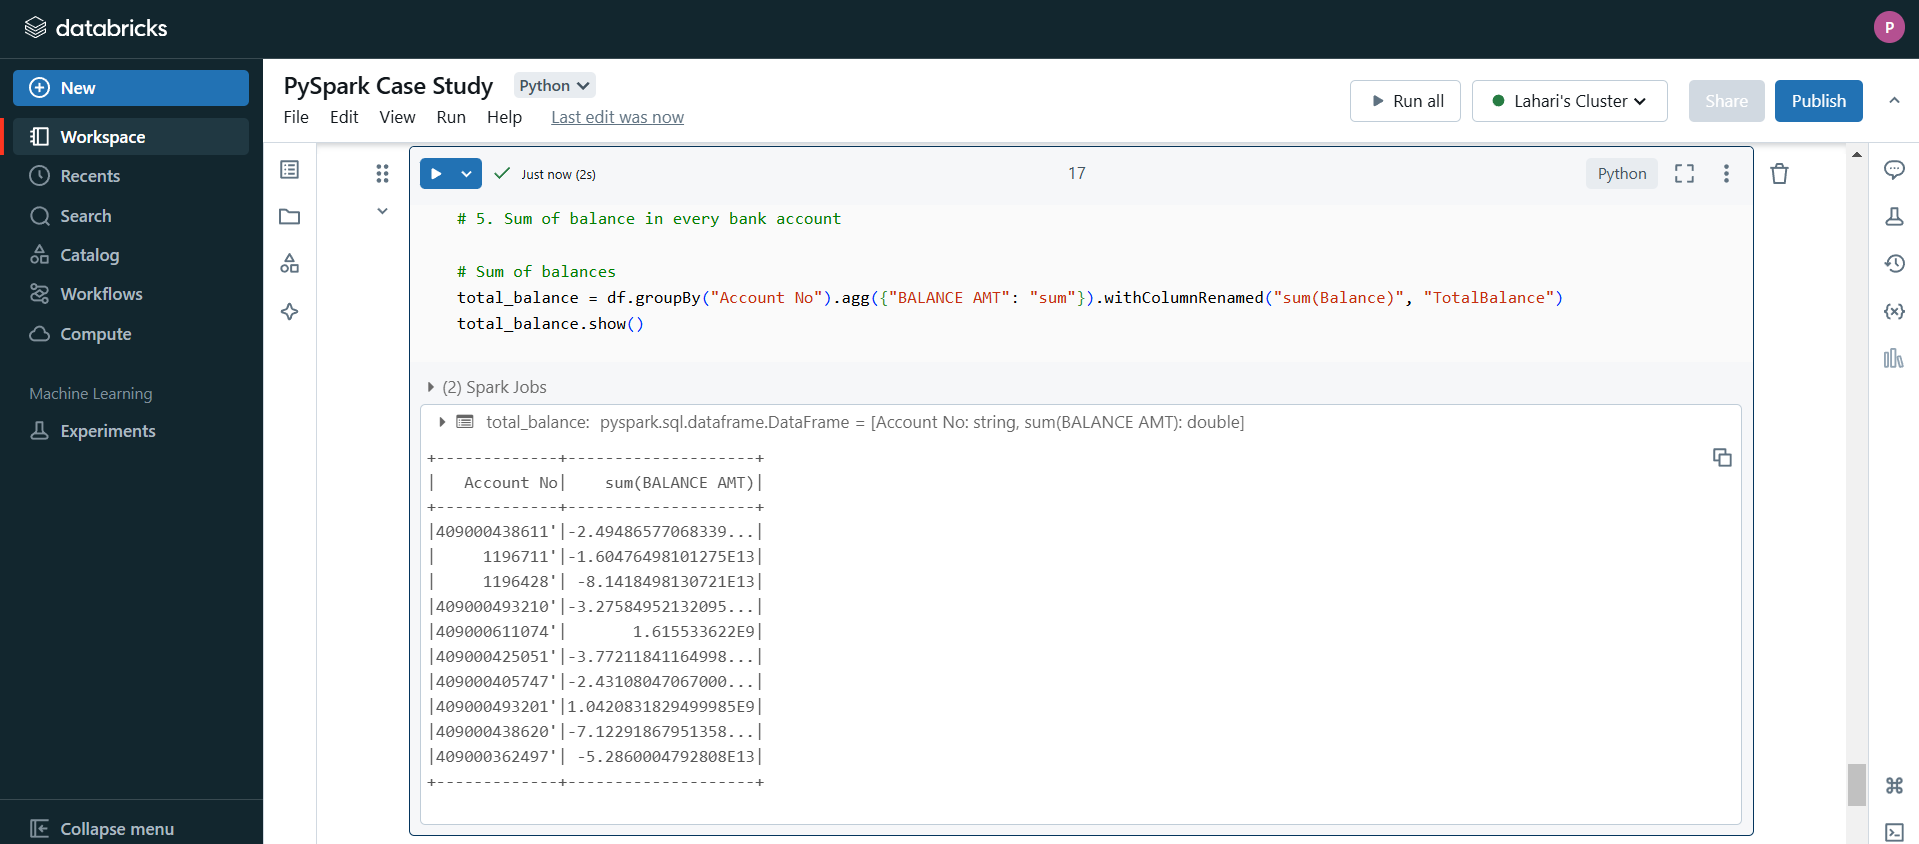 databricks
P
New
Workspace
Recents
Search
Catalog
Workflows
Compute
Machine Learning
Experiments
Collapse menu
PySpark Case Study Python
File Edit View Run Help Last edit was now
Run all Lahari's Cluster Share Publish
Just now (2s) 17 Python
# 5. Sum of balance in every bank account
# Sum of balances
total_balance = df.groupBy("Account No").agg({"BALANCE AMT": "sum"}).withColumnRenamed("sum(Balance)", "TotalBalance")
total_balance.show()
(2) Spark Jobs
total_balance: pyspark.sql.dataframe.DataFrame = [Account No: string, sum(BALANCE AMT): double]
+-------------+--------------------+
|   Account No|    sum(BALANCE AMT)|
+-------------+--------------------+
|409000438611'|-2.49486577068339...|
|     1196711'|-1.60476498101275E13|
|     1196428'| -8.1418498130721E13|
|409000493210'|-3.27584952132095...|
|409000611074'|       1.615533622E9|
|409000425051'|-3.77211841164998...|
|409000405747'|-2.43108047067000...|
|409000493201'|1.0420831829499985E9|
|409000438620'|-7.12291867951358...|
|409000362497'| -5.2860004792808E13|
+-------------+--------------------+